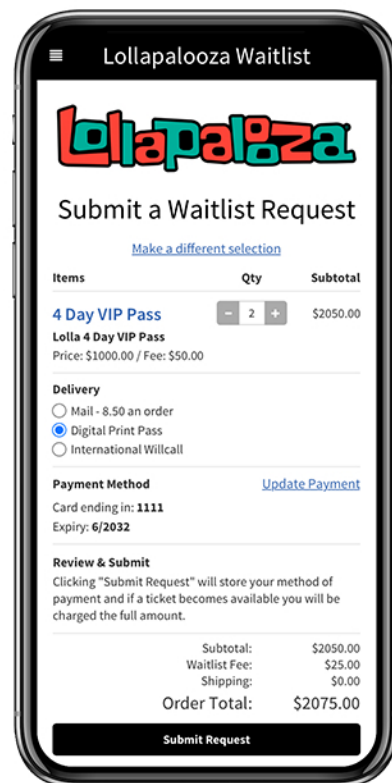 Lollapalooza Waitlist
Lollapalooza
Submit a Waitlist Request
Make a different selection
Items Qty Subtotal
4 Day VIP Pass - 2 + $2050.00
Lolla 4 Day VIP Pass
Price: $1000.00 / Fee: $50.00
Delivery
Mail - 8.50 an order
Digital Print Pass
International Willcall
Payment Method Update Payment
Card ending in: 1111
Expiry: 6/2032
Review & Submit
Clicking "Submit Request" will store your method of
payment and if a ticket becomes available you will be
charged the full amount.
Subtotal: $2050.00
Waitlist Fee: $25.00
Shipping: $0.00
Order Total: $2075.00
Submit Request